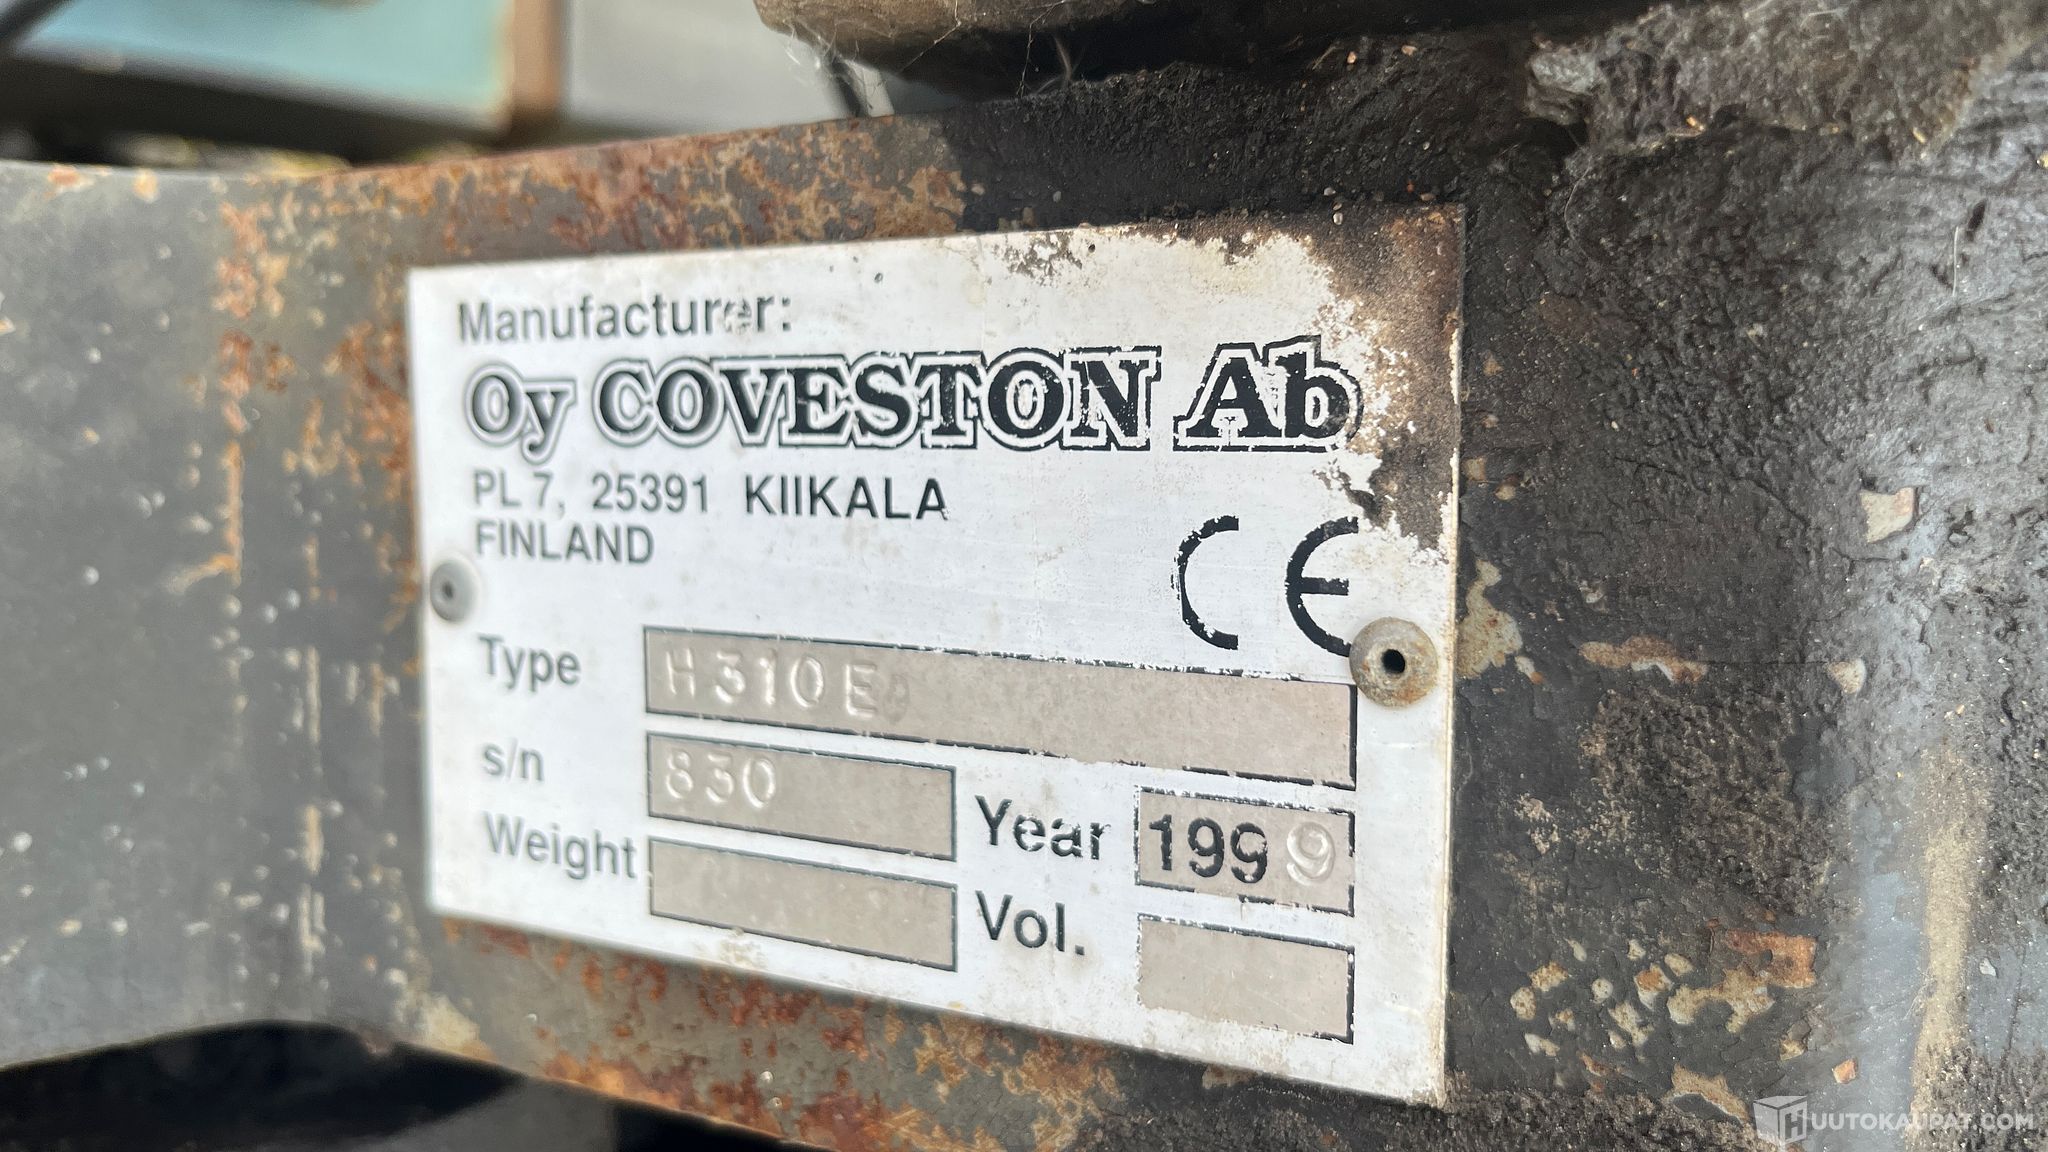 Manufacturer:
Oy COVESTON Ab
PL 7, 25391 KIIKALA
FINLAND
CE
Type H310E
s/n 830
Year 1999
Weight
Vol.
HUUTOKAUPAT.COM